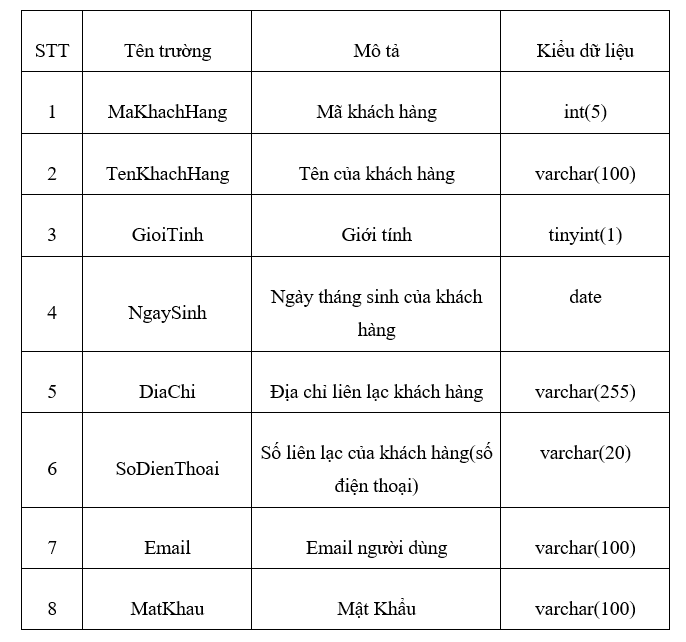 STT Tên trường Mô tả Kiểu dữ liệu
1 MaKhachHang Mã khách hàng int(5)
2 TenKhachHang Tên của khách hàng varchar(100)
3 GioiTinh Giới tính tinyint(1)
4 NgaySinh Ngày tháng sinh của khách
hàng date
5 DiaChi Địa chỉ liên lạc khách hàng varchar(255)
6 SoDienThoai Số liên lạc của khách hàng(số
điện thoại) varchar(20)
7 Email Email người dùng varchar(100)
8 MatKhau Mật Khẩu varchar(100)